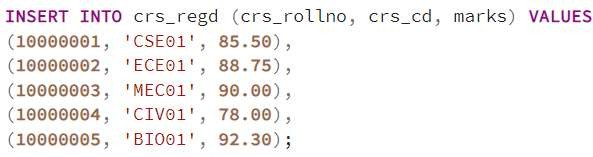 INSERT INTO crs_regd (crs_rollno, crs_cd, marks) VALUES
(10000001, 'CSE01', 85.50),
(10000002, 'ECE01', 88.75),
(10000003, 'MEC01', 90.00),
(10000004, 'CIV01', 78.00),
(10000005, 'BIO01', 92.30);